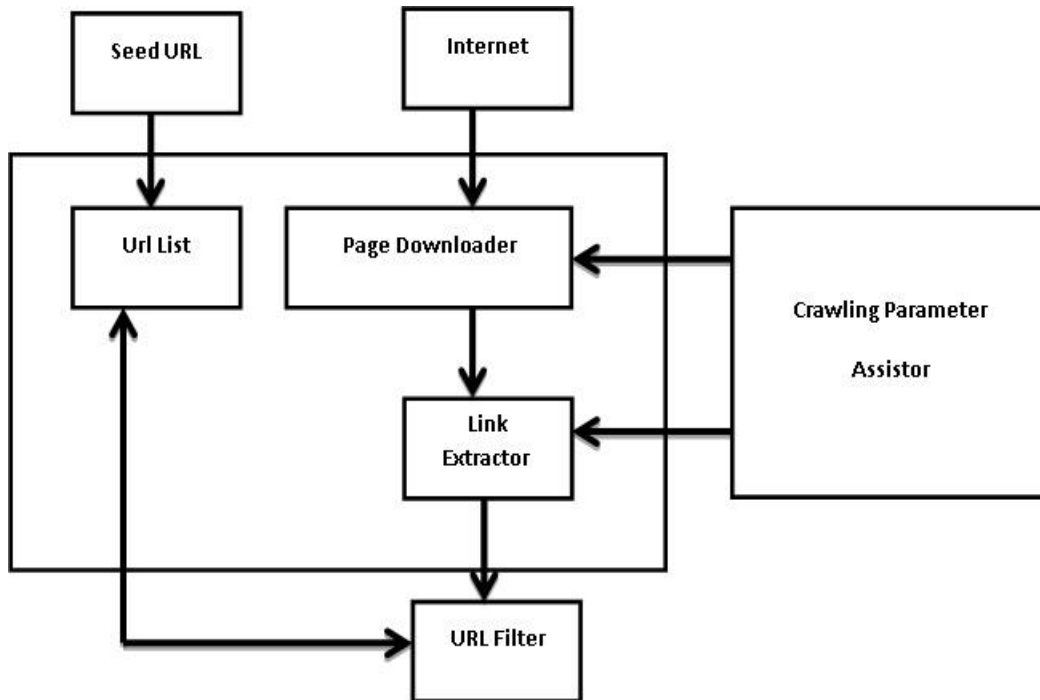 Seed URL
Internet
Url List
Page Downloader
Crawling Parameter
Assistor
Link
Extractor
URL Filter